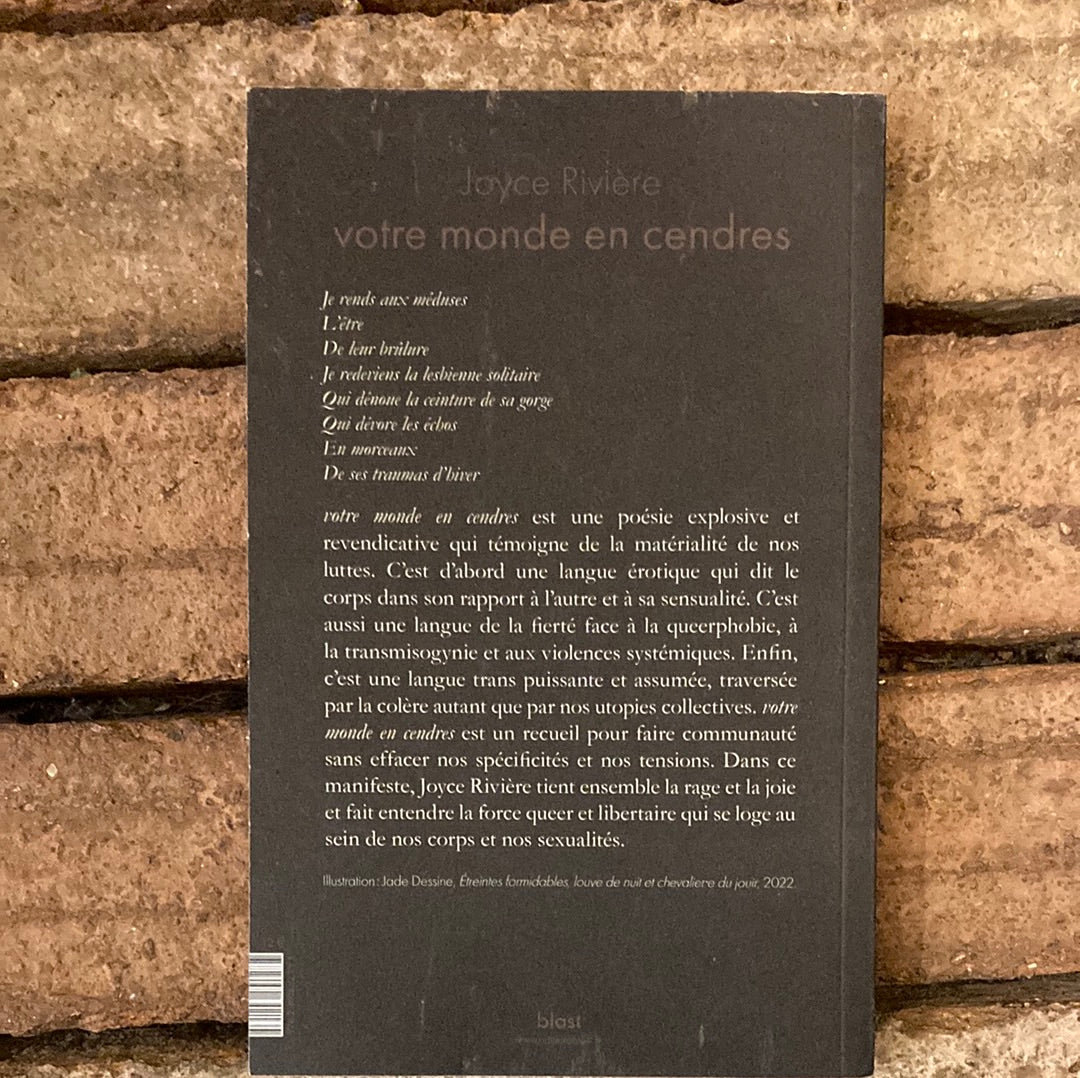 Joyce Rivière
votre monde en cendres
Je rends aux méduses
L'être
De leur brûlure
Je redeviens la lesbienne solitaire
Qui dénoue la ceinture de sa gorge
Qui dévore les échos
En morceaux
De ses traumas d'hiver
votre monde en cendres est une poésie explosive et
revendicative qui témoigne de la matérialité de nos
luttes. C'est d'abord une langue érotique qui dit le
corps dans son rapport à l'autre et à sa sensualité. C'est
aussi une langue de la fierté face à la queerphobie, à
la transmisogynie et aux violences systémiques. Enfin,
c'est une langue trans puissante et assumée, traversée
par la colère autant que par nos utopies collectives. votre
monde en cendres est un recueil pour faire communauté
sans effacer nos spécificités et nos tensions. Dans ce
manifeste, Joyce Rivière tient ensemble la rage et la joie
et fait entendre la force queer et libertaire qui se loge au
sein de nos corps et nos sexualités.
Illustration : Jade Dessine, Étreintes formidables, louve de nuit et chevalier·e du jouir, 2022.
blast